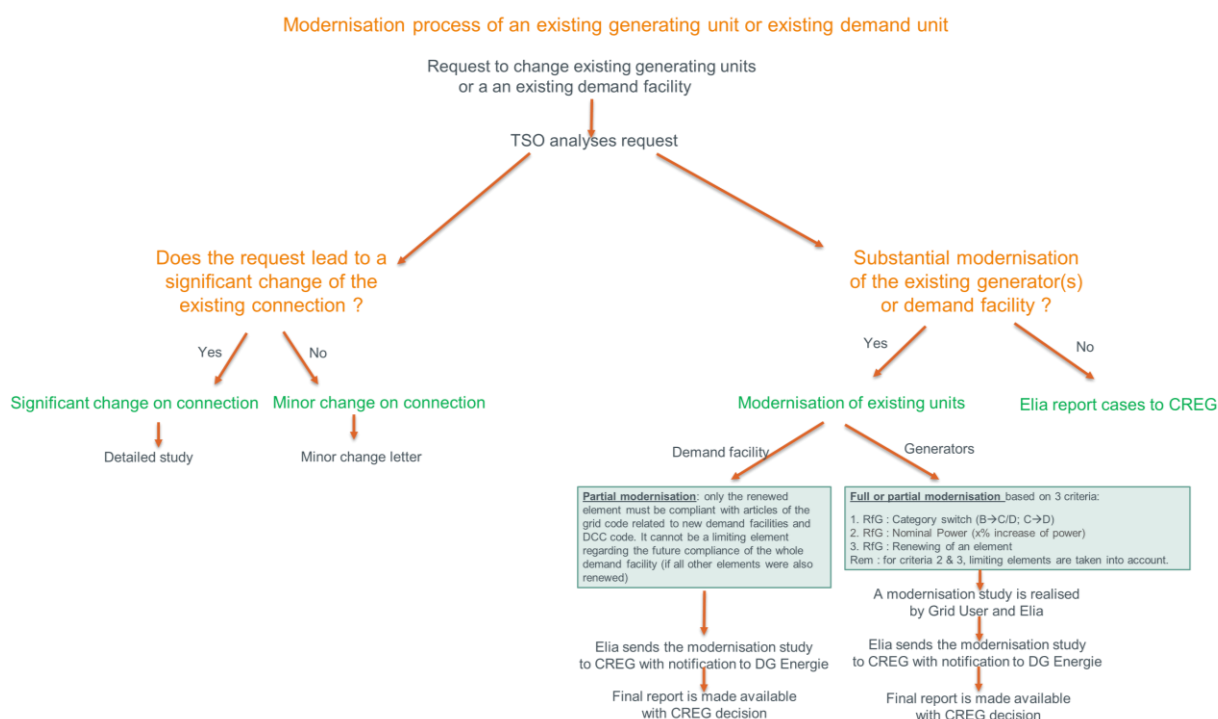 Modernisation process of an existing generating unit or existing demand unit
Request to change existing generating units
or a an existing demand facility
TSO analyses request
Does the request lead to a
significant change of the
existing connection ?
Yes
No
Significant change on connection
Minor change on connection
Detailed study
Minor change letter
Substantial modernisation
of the existing generator(s)
or demand facility ?
Yes
No
Modernisation of existing units
Elia report cases to CREG
Demand facility
Generators
Partial modernisation: only the renewed
element must be compliant with articles of the
grid code related to new demand facilities and
DCC code. It cannot be a limiting element
regarding the future compliance of the whole
demand facility (if all other elements were also
renewed)
Elia sends the modernisation study
to CREG with notification to DG Energie
Final report is made available
with CREG decision
Full or partial modernisation based on 3 criteria:
1. RfG : Category switch (B→C/D; C→D)
2. RfG : Nominal Power (x% increase of power)
3. RfG : Renewing of an element
Rem : for criteria 2 & 3, limiting elements are taken into account.
A modernisation study is realised
by Grid User and Elia
Elia sends the modernisation study
to CREG with notification to DG Energie
Final report is made available
with CREG decision